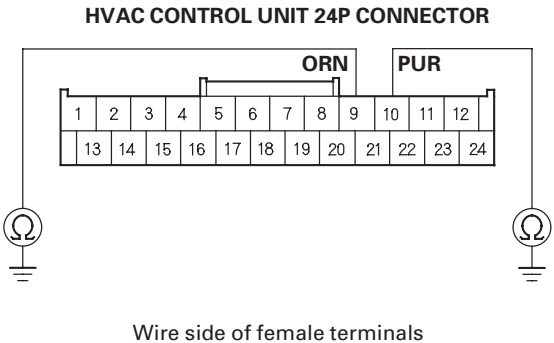 HVAC CONTROL UNIT 24P CONNECTOR
ORN PUR
1 2 3 4 5 6 7 8 9 10 11 12
13 14 15 16 17 18 19 20 21 22 23 24
Ω Ω
Wire side of female terminals